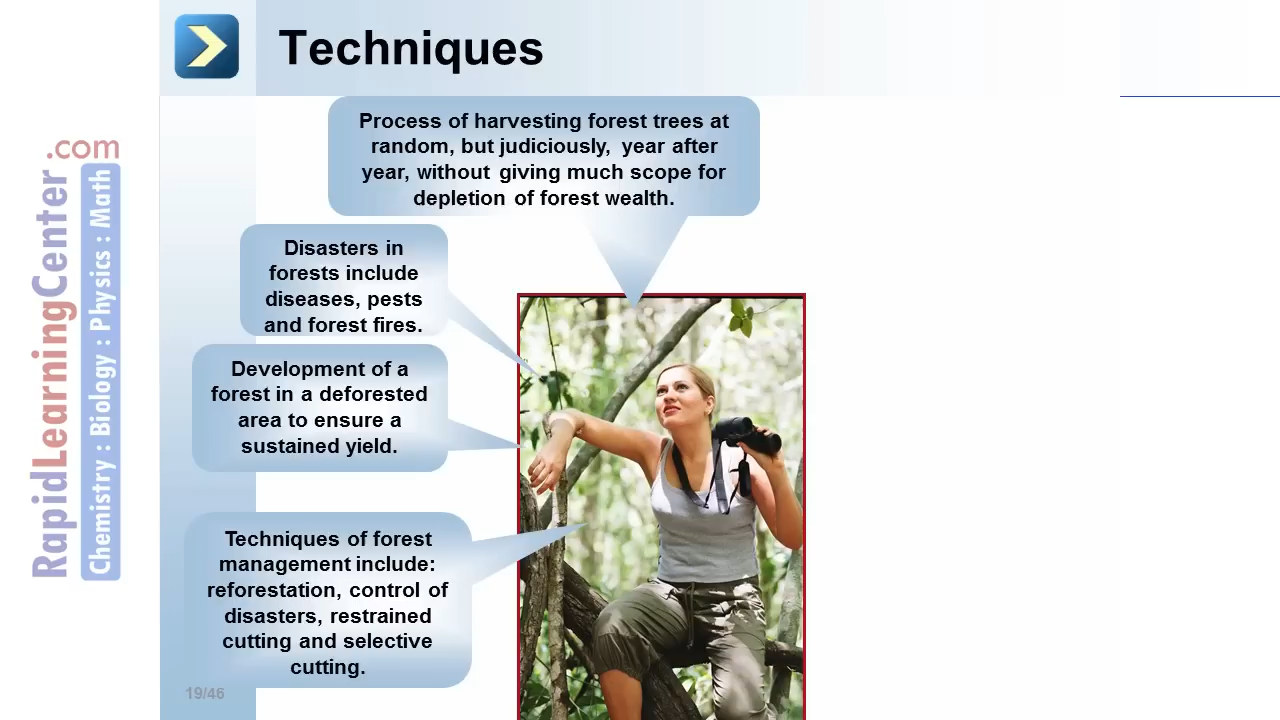 Techniques
Process of harvesting forest trees at
random, but judiciously, year after
year, without giving much scope for
depletion of forest wealth.
Disasters in
forests include
diseases, pests
and forest fires.
Development of a
forest in a deforested
area to ensure a
sustained yield.
Techniques of forest
management include:
reforestation, control of
disasters, restrained
cutting and selective
cutting.
19/46
RapidLearningCenter.com
Chemistry : Biology : Physics : Math